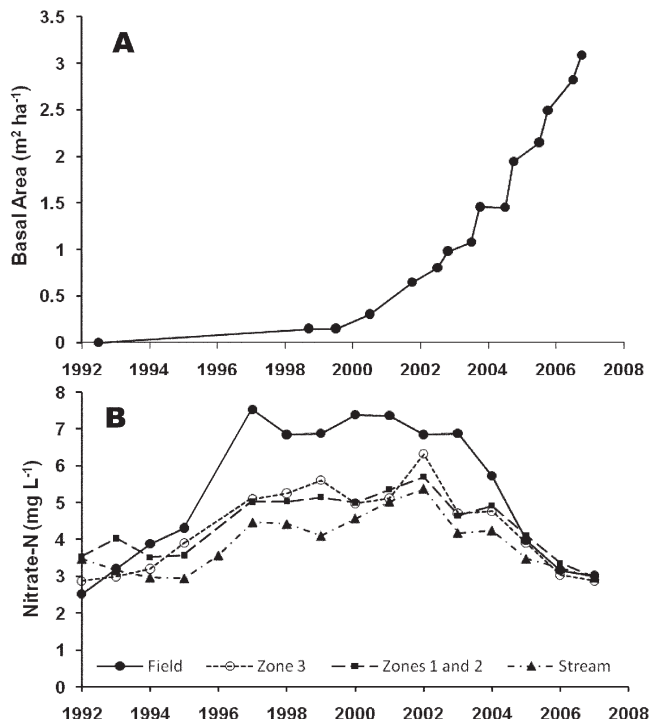 A
Basal Area (m² ha⁻¹)
3.5
3
2.5
2
1.5
1
0.5
0
1992 1994 1996 1998 2000 2002 2004 2006 2008
B
Nitrate-N (mg L⁻¹)
8
7
6
5
4
3
2
1
0
Field Zone 3 Zones 1 and 2 Stream
1992 1994 1996 1998 2000 2002 2004 2006 2008